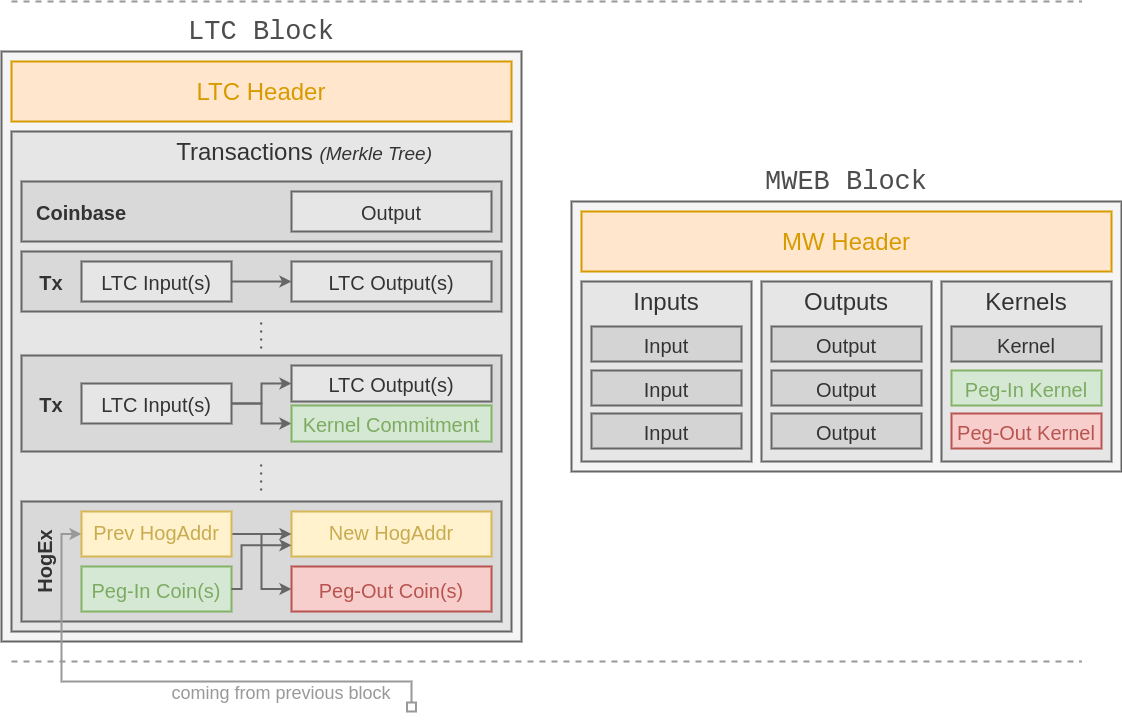 LTC Block
LTC Header
Transactions (Merkle Tree)
Coinbase
Output
Tx
LTC Input(s)
LTC Output(s)
Tx
LTC Input(s)
LTC Output(s)
Kernel Commitment
HogEx
Prev HogAddr
New HogAddr
Peg-In Coin(s)
Peg-Out Coin(s)
coming from previous block
MWEB Block
MW Header
Inputs
Input
Input
Input
Outputs
Output
Output
Output
Kernels
Kernel
Peg-In Kernel
Peg-Out Kernel